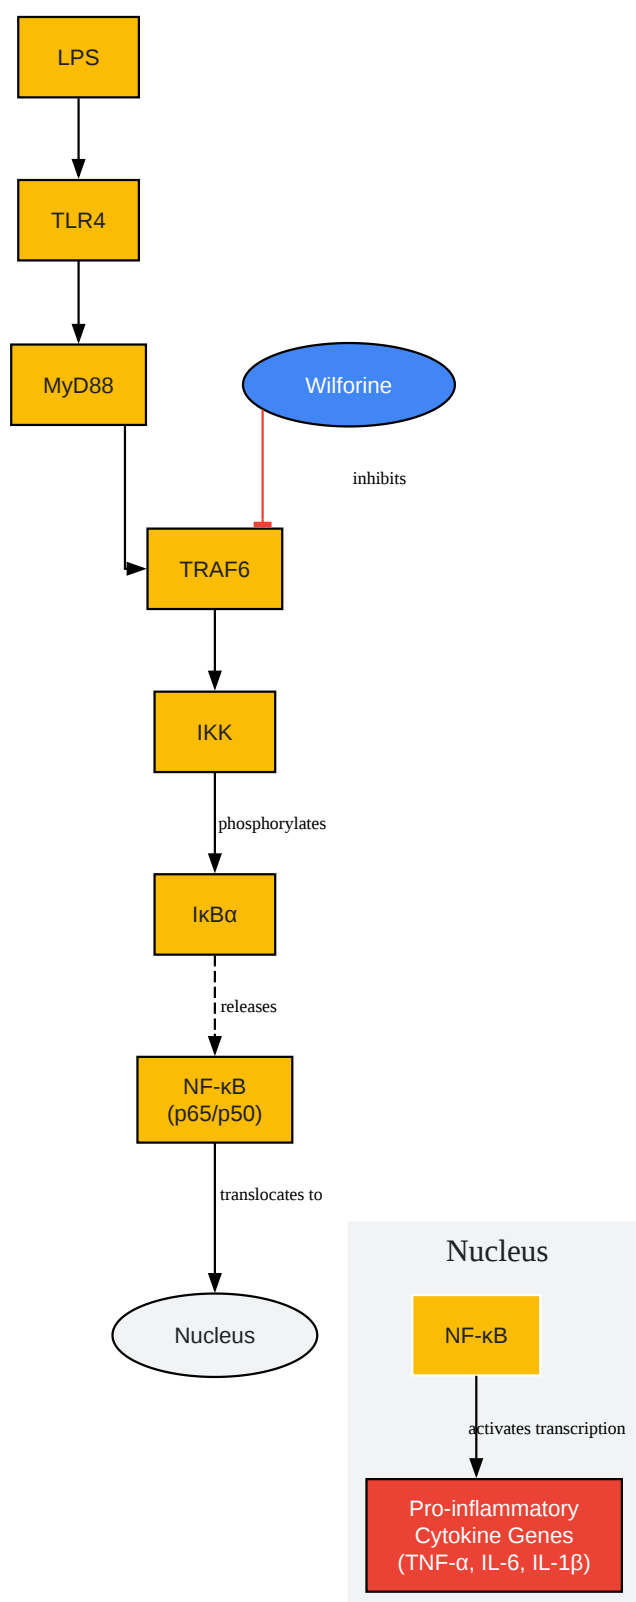 LPS
TLR4
MyD88
Wilforine
inhibits
TRAF6
IKK
phosphorylates
IκBα
releases
NF-κB
(p65/p50)
translocates to
Nucleus
Nucleus
NF-κB
activates transcription
Pro-inflammatory
Cytokine Genes
(TNF-α, IL-6, IL-1β)